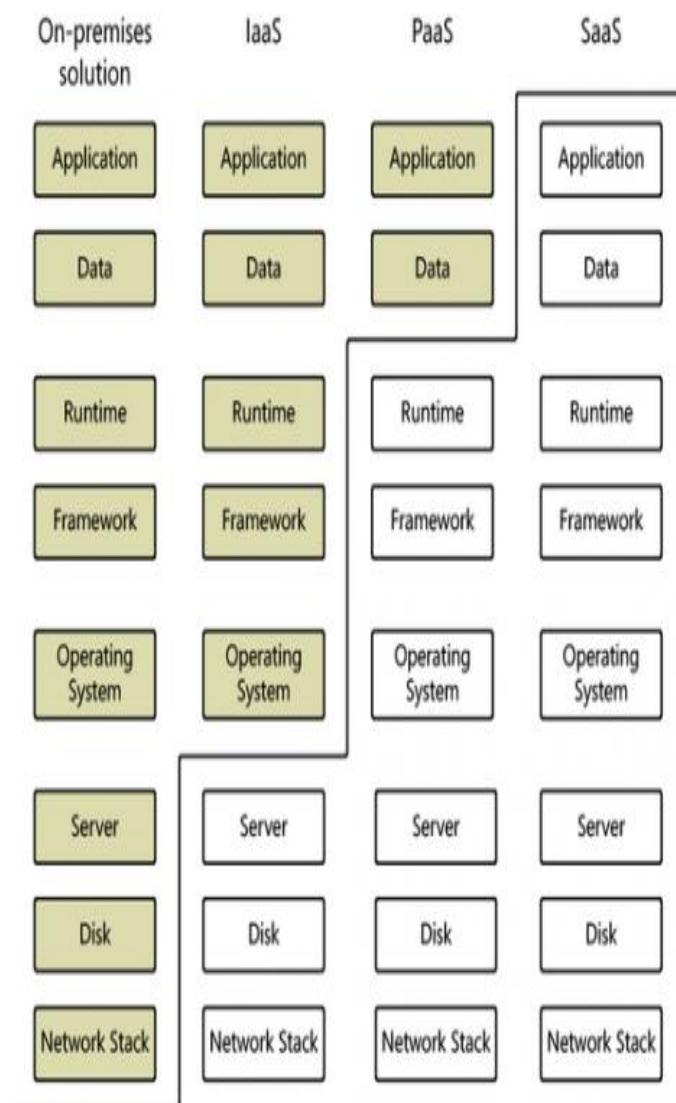 On-premises IaaS PaaS SaaS
solution
Application Application Application Application
Data Data Data Data
Runtime Runtime Runtime Runtime
Framework Framework Framework Framework
Operating Operating Operating Operating
System System System System
Server Server Server Server
Disk Disk Disk Disk
Network Stack Network Stack Network Stack Network Stack